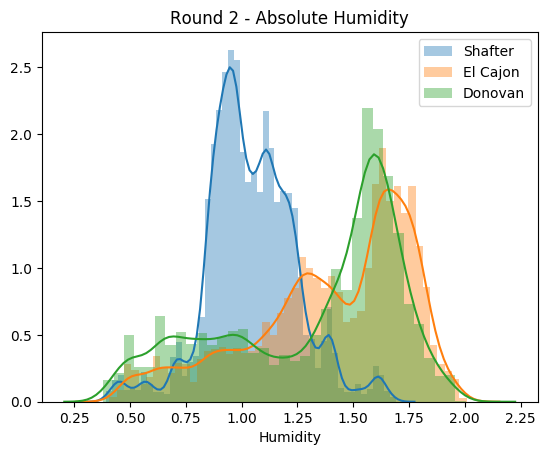 Round 2 - Absolute Humidity
Shafter
El Cajon
Donovan
2.5
2.0
1.5
1.0
0.5
0.0
0.25 0.50 0.75 1.00 1.25 1.50 1.75 2.00 2.25
Humidity